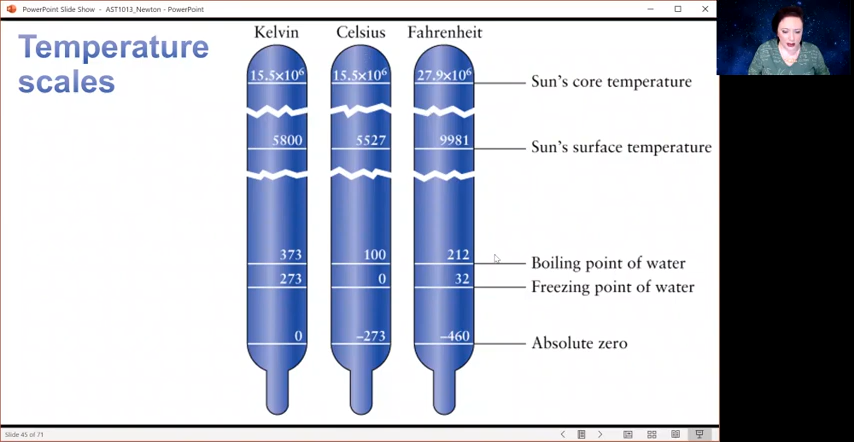 PowerPoint Slide Show - AST1013_Newton - PowerPoint
Temperature
scales
Kelvin Celsius Fahrenheit
15.5×10⁶ 15.5×10⁶ 27.9×10⁶ Sun's core temperature
5800 5527 9981 Sun's surface temperature
373 100 212 Boiling point of water
273 0 32 Freezing point of water
0 –273 –460 Absolute zero
Slide 45 of 71